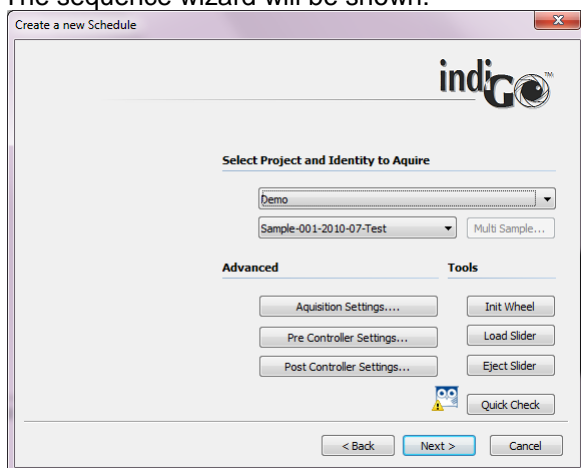 The sequence wizard will be shown.
Create a new Schedule
indiGo™
Select Project and Identity to Aquire
Demo
Sample-001-2010-07-Test Multi Sample...
Advanced Tools
Aquisition Settings.... Init Wheel
Pre Controller Settings... Load Slider
Post Controller Settings... Eject Slider
Quick Check
< Back Next > Cancel